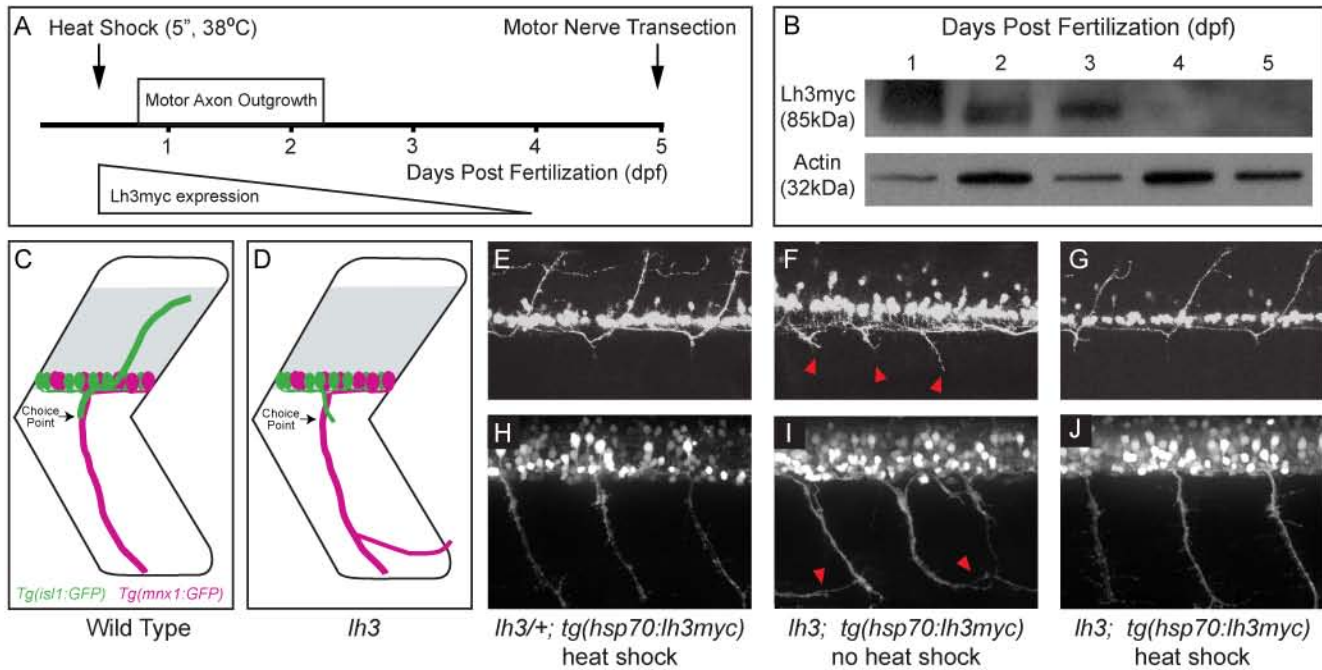 A
Heat Shock (5”, 38ºC)
Motor Nerve Transection
Motor Axon Outgrowth
1 2 3 4 5
Days Post Fertilization (dpf)
Lh3myc expression
B
Days Post Fertilization (dpf)
1 2 3 4 5
Lh3myc
(85kDa)
Actin
(32kDa)
C
Choice
Point
Tg(isl1:GFP) Tg(mnx1:GFP)
Wild Type
D
Choice
Point
lh3
E
H
lh3/+; tg(hsp70:lh3myc)
heat shock
F
I
lh3; tg(hsp70:lh3myc)
no heat shock
G
J
lh3; tg(hsp70:lh3myc)
heat shock